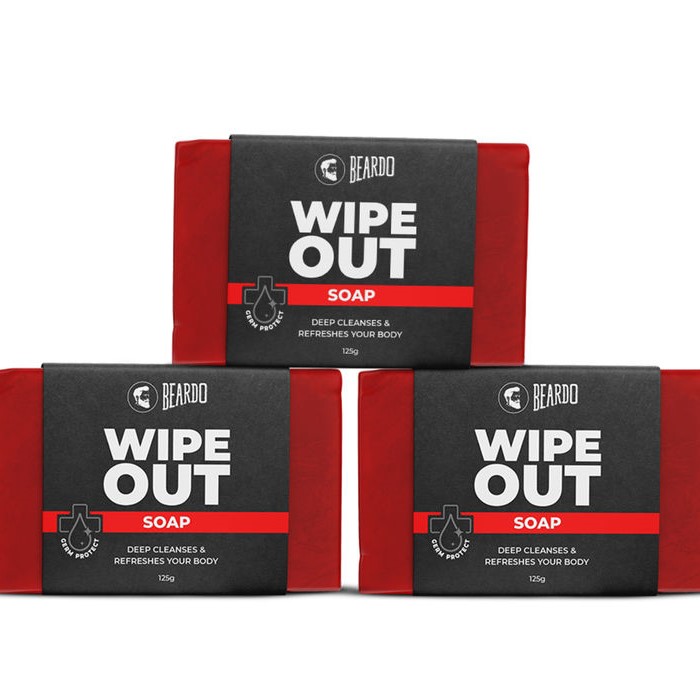 BEARDO
WIPE
OUT
SOAP
GERM PROTECT
DEEP CLEANSES &
REFRESHES YOUR BODY
125g
BEARDO
WIPE
OUT
SOAP
GERM PROTECT
DEEP CLEANSES &
REFRESHES YOUR BODY
125g
BEARDO
WIPE
OUT
SOAP
GERM PROTECT
DEEP CLEANSES &
REFRESHES YOUR BODY
125g